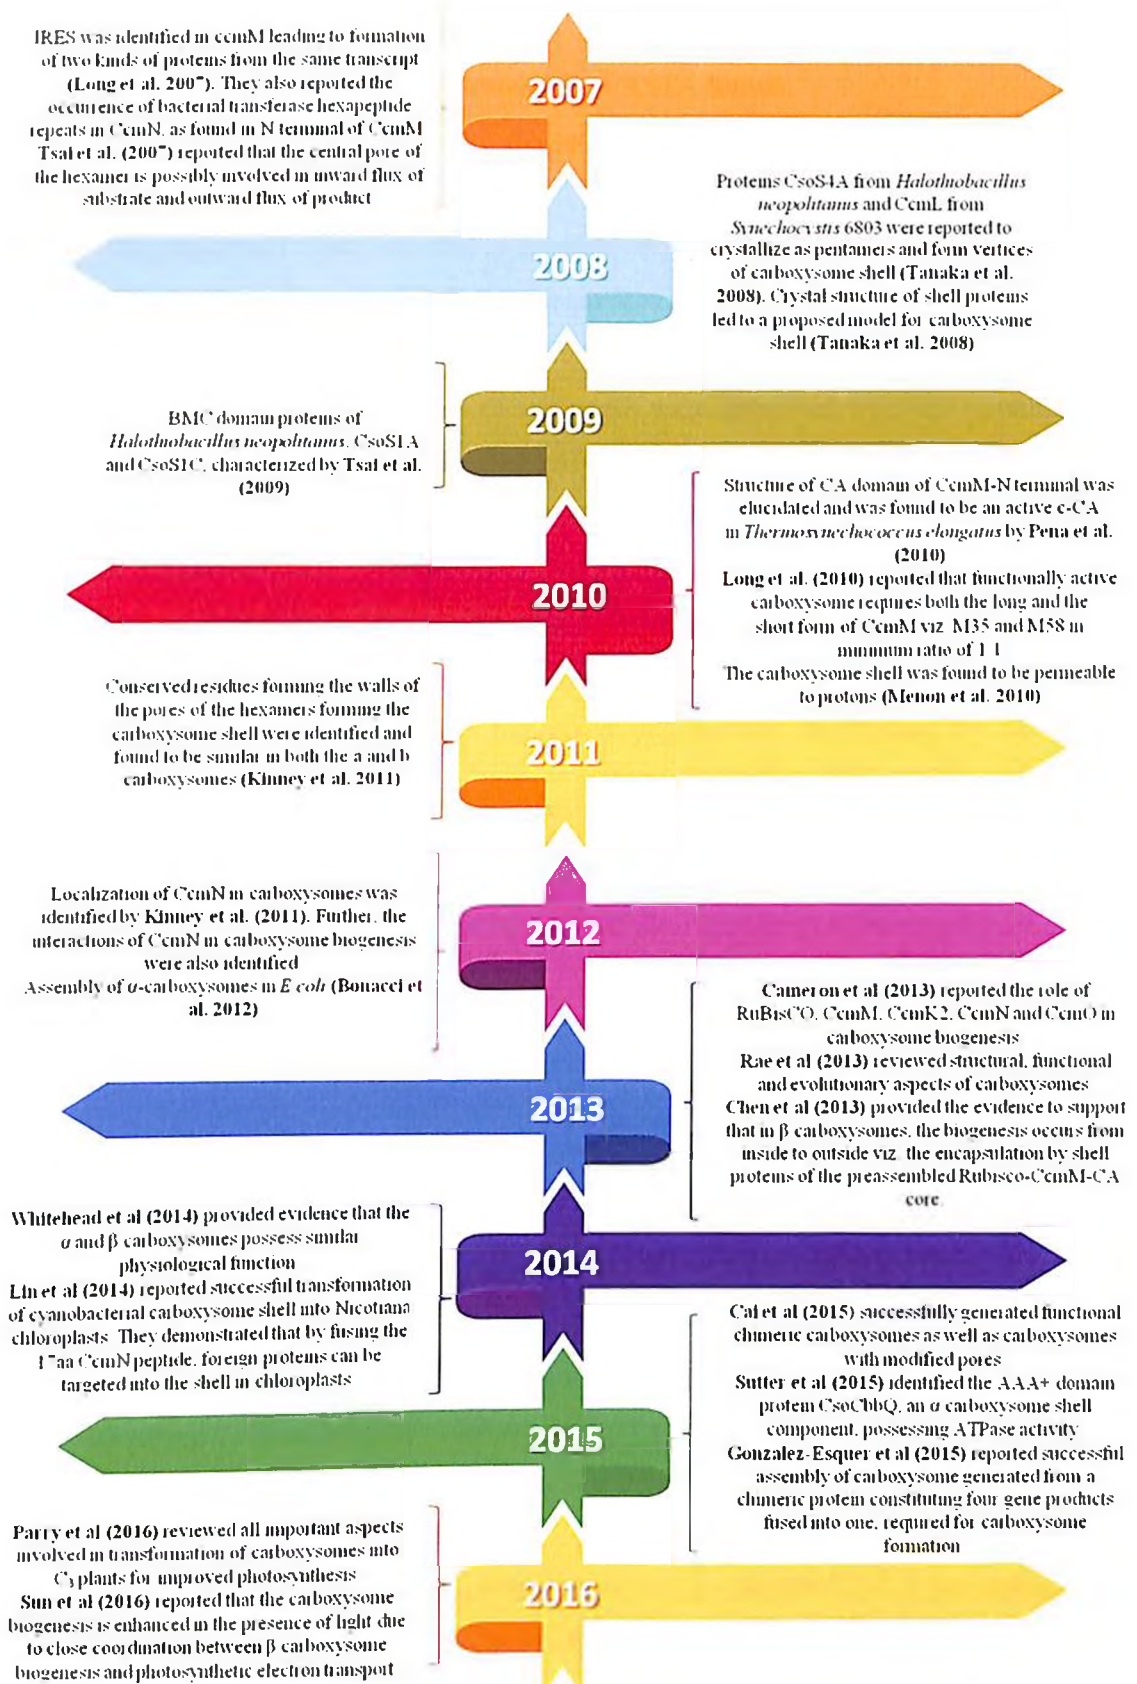 IRES was identified in ccmM leading to formation
of two kinds of proteins from the same transcript
(Long et al. 2007). They also reported the
occurrence of bacterial transferase hexapeptide
repeats in CcmN, as found in N terminal of CcmM
Tsai et al. (2007) reported that the central pore of
the hexamer is possibly involved in inward flux of
substrate and outward flux of product
2007
Proteins CsoS4A from Halothiobacillus
neopolitanus and CcmL from
Synechocystis 6803 were reported to
crystallize as pentamers and form vertices
of carboxysome shell (Tanaka et al.
2008). Crystal structure of shell proteins
led to a proposed model for carboxysome
shell (Tanaka et al. 2008)
2008
BMC domain proteins of
Halothiobacillus neopolitanus, CsoS1A
and CsoS1C, characterized by Tsai et al.
(2009)
2009
Structure of CA domain of CcmM-N terminal was
elucidated and was found to be an active c-CA
in Thermosynechococcus elongatus by Pena et al.
(2010)
Long et al. (2010) reported that functionally active
carboxysome requires both the long and the
short form of CcmM viz. M35 and M58 in
minimum ratio of 1:1
The carboxysome shell was found to be permeable
to protons (Menon et al. 2010)
2010
Conserved residues forming the walls of
the pores of the hexamers forming the
carboxysome shell were identified and
found to be similar in both the a and b
carboxysomes (Kinney et al. 2011)
2011
Localization of CcmN in carboxysomes was
identified by Kinney et al. (2011). Further, the
interactions of CcmN in carboxysome biogenesis
were also identified
Assembly of α-carboxysomes in E coli (Bonacci et
al. 2012)
2012
Cameron et al (2013) reported the role of
RuBisCO, CcmM, CcmK2, CcmN and CcmO in
carboxysome biogenesis
Rae et al (2013) reviewed structural, functional
and evolutionary aspects of carboxysomes
Chen et al (2013) provided the evidence to support
that in β carboxysomes, the biogenesis occurs from
inside to outside viz. the encapsulation by shell
proteins of the preassembled Rubisco-CcmM-CA
core.
2013
Whitehead et al (2014) provided evidence that the
α and β carboxysomes possess similar
physiological function
Lin et al (2014) reported successful transformation
of cyanobacterial carboxysome shell into Nicotiana
chloroplasts. They demonstrated that by fusing the
17aa CcmN peptide, foreign proteins can be
targeted into the shell in chloroplasts
2014
Cai et al (2015) successfully generated functional
chimeric carboxysomes as well as carboxysomes
with modified pores
Sutter et al (2015) identified the AAA+ domain
protein CsoCbbQ, an α carboxysome shell
component, possessing ATPase activity
Gonzalez-Esquer et al (2015) reported successful
assembly of carboxysome generated from a
chimeric protein constituting four gene products
fused into one, required for carboxysome
formation
2015
Parry et al (2016) reviewed all important aspects
involved in transformation of carboxysomes into
C₃ plants for improved photosynthesis
Sun et al (2016) reported that the carboxysome
biogenesis is enhanced in the presence of light due
to close coordination between β carboxysome
biogenesis and photosynthetic electron transport
2016